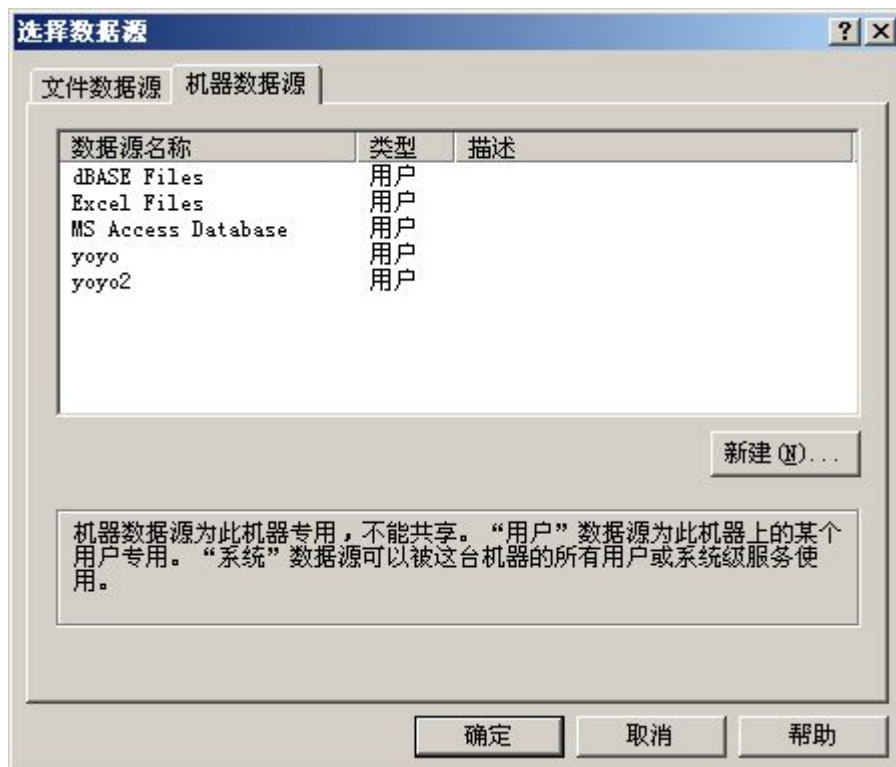 选择数据源
文件数据源 机器数据源
数据源名称 类型 描述
dBASE Files 用户
Excel Files 用户
MS Access Database 用户
yoyo 用户
yoyo2 用户
新建(N)...
机器数据源为此机器专用，不能共享。“用户”数据源为此机器上的某个
用户专用。“系统”数据源可以被这台机器的所有用户或系统级服务使
用。
确定 取消 帮助